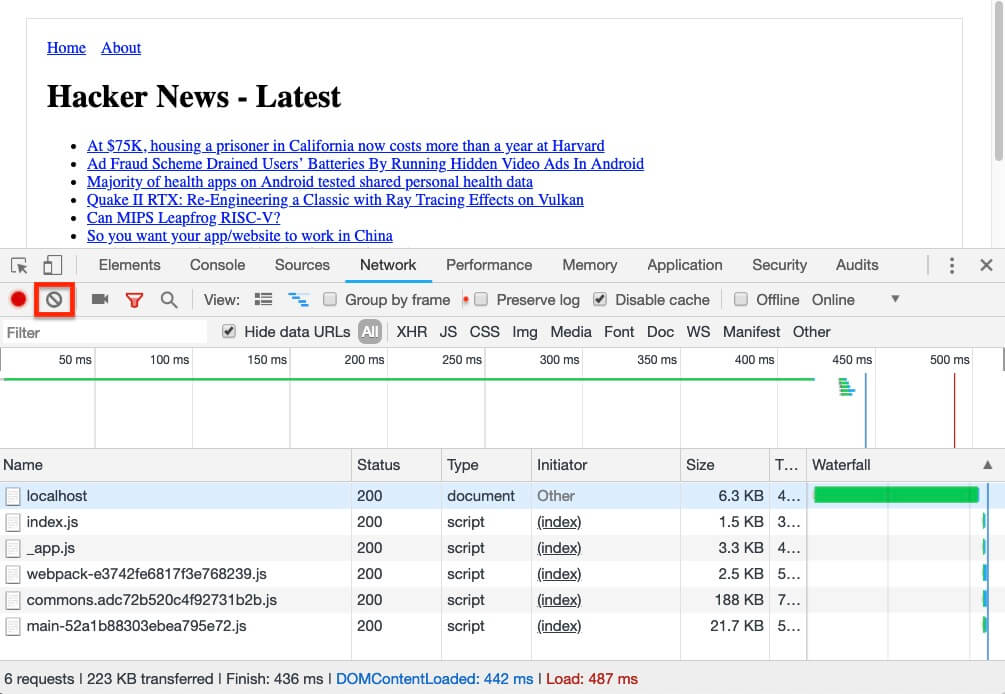 Home About
Hacker News - Latest
At $75K, housing a prisoner in California now costs more than a year at Harvard
Ad Fraud Scheme Drained Users’ Batteries By Running Hidden Video Ads In Android
Majority of health apps on Android tested shared personal health data
Quake II RTX: Re-Engineering a Classic with Ray Tracing Effects on Vulkan
Can MIPS Leapfrog RISC-V?
So you want your app/website to work in China
Elements Console Sources Network Performance Memory Application Security Audits
View: Group by frame Preserve log Disable cache Offline Online
Filter Hide data URLs All XHR JS CSS Img Media Font Doc WS Manifest Other
50 ms 100 ms 150 ms 200 ms 250 ms 300 ms 350 ms 400 ms 450 ms 500 ms
Name Status Type Initiator Size T... Waterfall
localhost 200 document Other 6.3 KB 4...
index.js 200 script (index) 1.5 KB 3...
_app.js 200 script (index) 3.3 KB 4...
webpack-e3742fe6817f3e768239.js 200 script (index) 2.5 KB 5...
commons.adc72b520c4f92731b2b.js 200 script (index) 188 KB 7...
main-52a1b88303ebea795e72.js 200 script (index) 21.7 KB 5...
6 requests | 223 KB transferred | Finish: 436 ms | DOMContentLoaded: 442 ms | Load: 487 ms